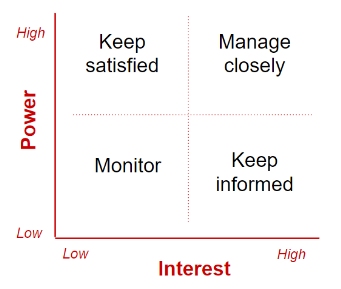 High
Keep
satisfied
Manage
closely
Power
Monitor
Keep
informed
Low
Low
High
Interest